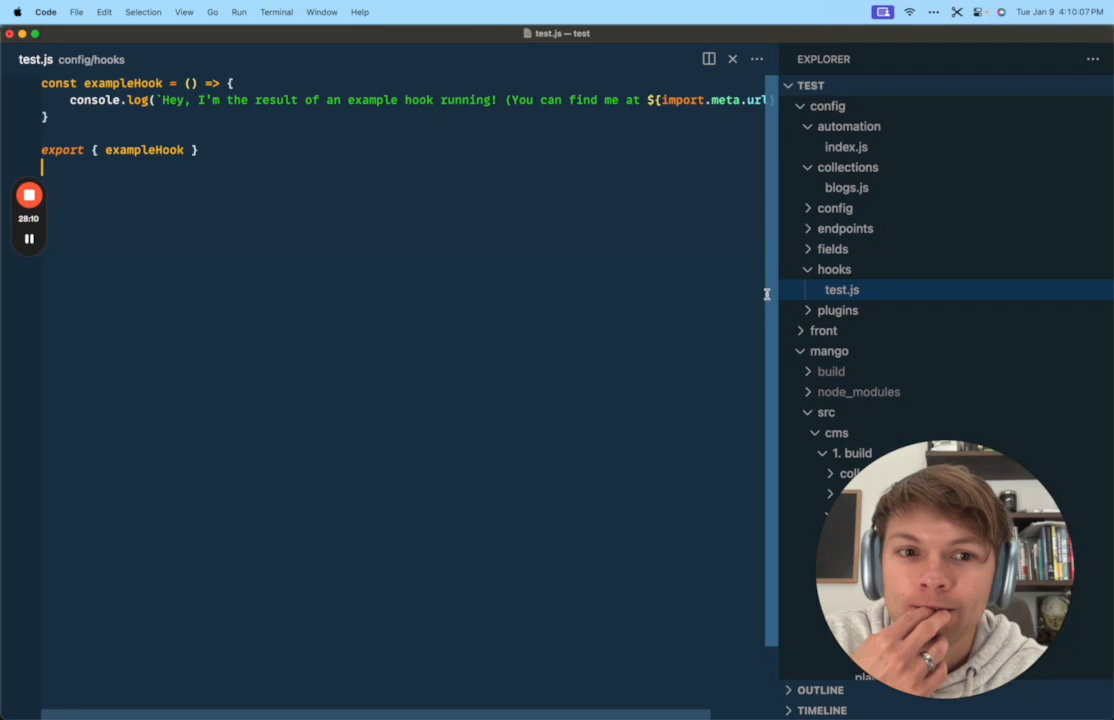 Code File Edit Selection View Go Run Terminal Window Help Tue Jan 9 4:10:07 PM
test.js — test
test.js config/hooks
const exampleHook = () => {
console.log(`Hey, I'm the result of an example hook running! (You can find me at ${import.meta.url}
}
export { exampleHook }
28:10
EXPLORER
TEST
config
automation
index.js
collections
blogs.js
config
endpoints
fields
hooks
test.js
plugins
front
mango
build
node_modules
src
cms
1. build
OUTLINE
TIMELINE